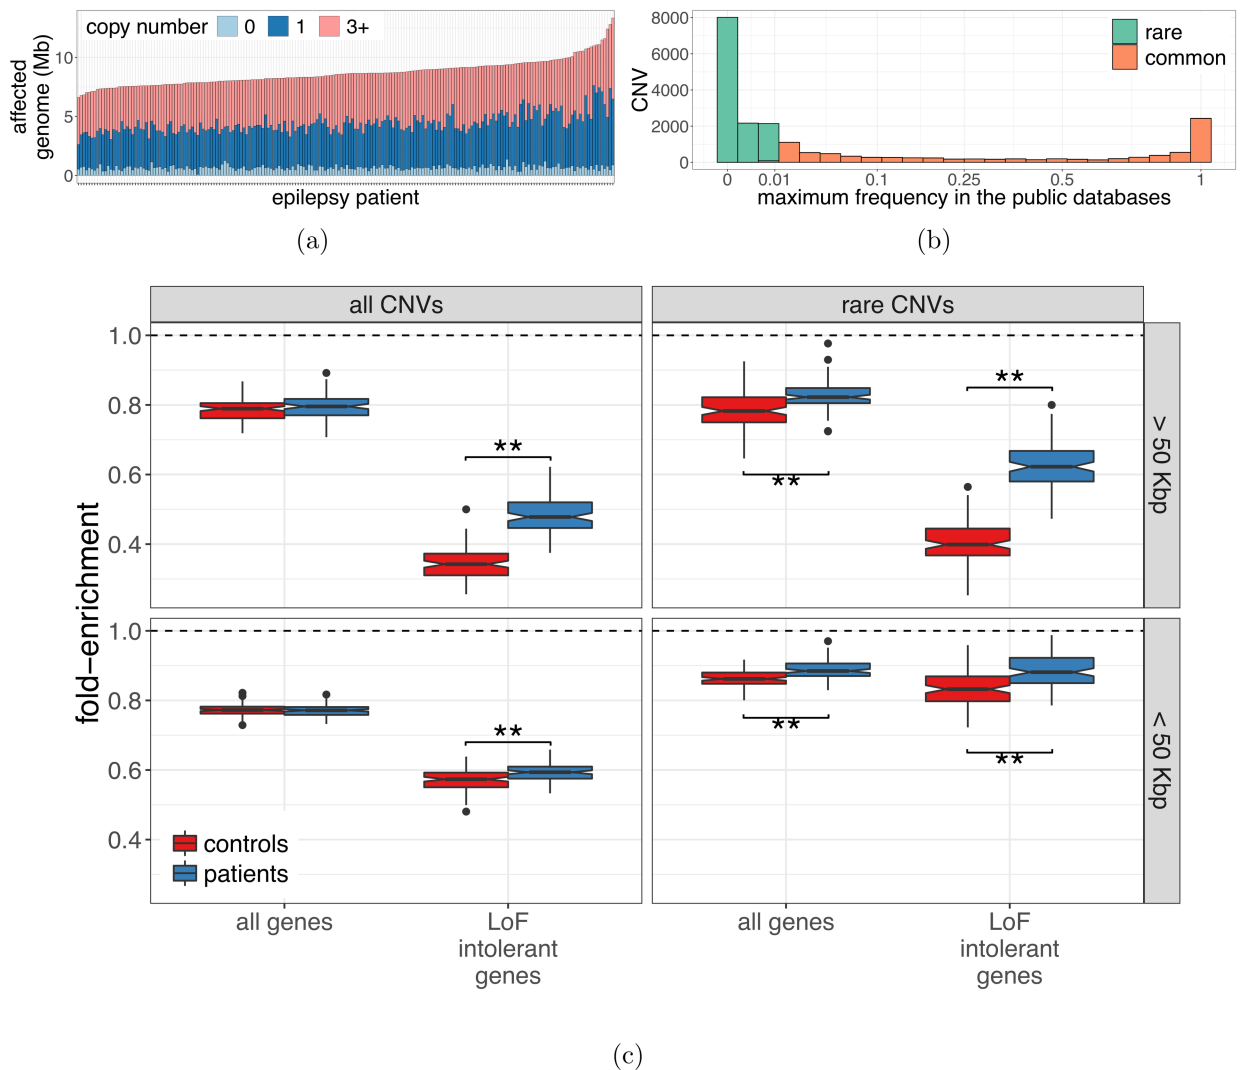 copy number 0 1 3+
affected
genome (Mb)
10
5
0
epilepsy patient
(a)
rare
common
CNV
8000
6000
4000
2000
0
0 0.01 0.1 0.25 0.5 1
maximum frequency in the public databases
(b)
all CNVs rare CNVs
fold−enrichment
1.0
0.8
0.6
0.4
** ** ** > 50 Kbp
1.0
0.8
0.6
0.4
** ** ** < 50 Kbp
controls
patients
all genes LoF intolerant genes all genes LoF intolerant genes
(c)